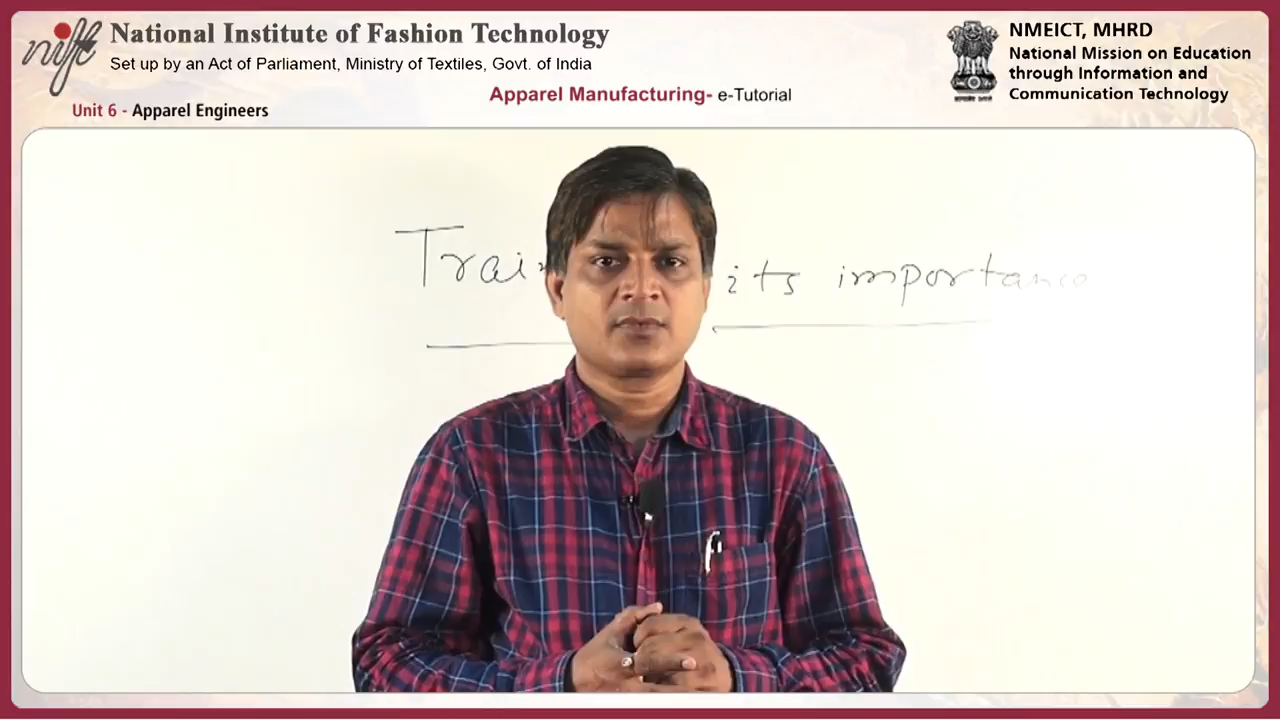 nift
National Institute of Fashion Technology
Set up by an Act of Parliament, Ministry of Textiles, Govt. of India
Unit 6 - Apparel Engineers
Apparel Manufacturing- e-Tutorial
NMEICT, MHRD
National Mission on Education
through Information and
Communication Technology
its importance